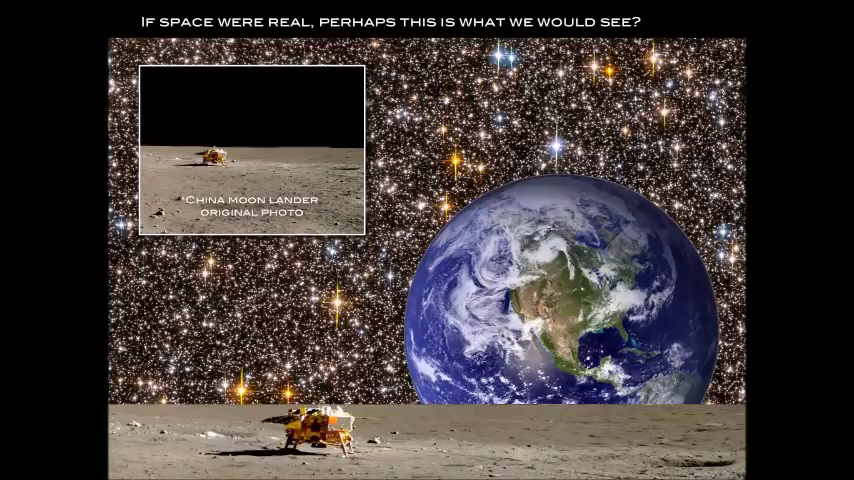 If space were real, perhaps this is what we would see?
*China moon lander
original photo